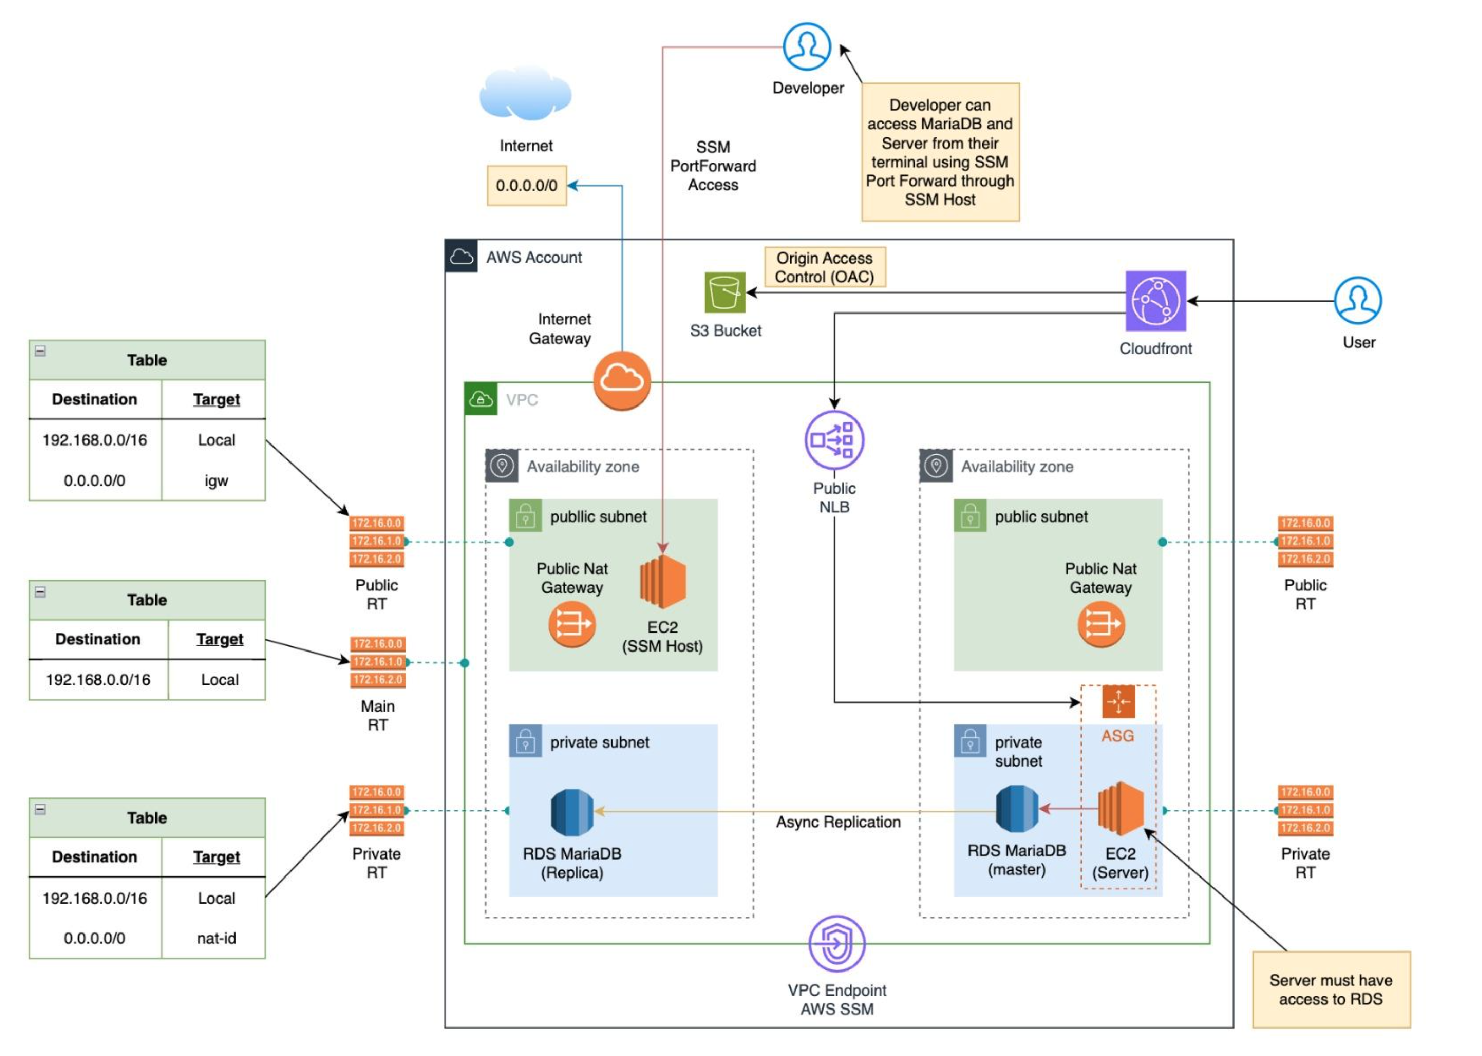 Developer
Developer can
access MariaDB and
Server from their
terminal using SSM
Port Forward through
SSM Host
Internet
0.0.0.0/0
SSM
PortForward
Access
AWS Account
Origin Access
Control (OAC)
S3 Bucket
Cloudfront
User
Internet
Gateway
VPC
Table
Destination Target
192.168.0.0/16 Local
0.0.0.0/0 igw
172.16.0.0
172.16.1.0
172.16.2.0
Public
RT
Table
Destination Target
192.168.0.0/16 Local
172.16.0.0
172.16.1.0
172.16.2.0
Main
RT
Table
Destination Target
192.168.0.0/16 Local
0.0.0.0/0 nat-id
172.16.0.0
172.16.1.0
172.16.2.0
Private
RT
Availability zone
publlic subnet
Public Nat
Gateway
EC2
(SSM Host)
private subnet
RDS MariaDB
(Replica)
Public
NLB
Async Replication
Availability zone
public subnet
Public Nat
Gateway
ASG
private
subnet
RDS MariaDB
(master)
EC2
(Server)
172.16.0.0
172.16.1.0
172.16.2.0
Public
RT
172.16.0.0
172.16.1.0
172.16.2.0
Private
RT
VPC Endpoint
AWS SSM
Server must have
access to RDS